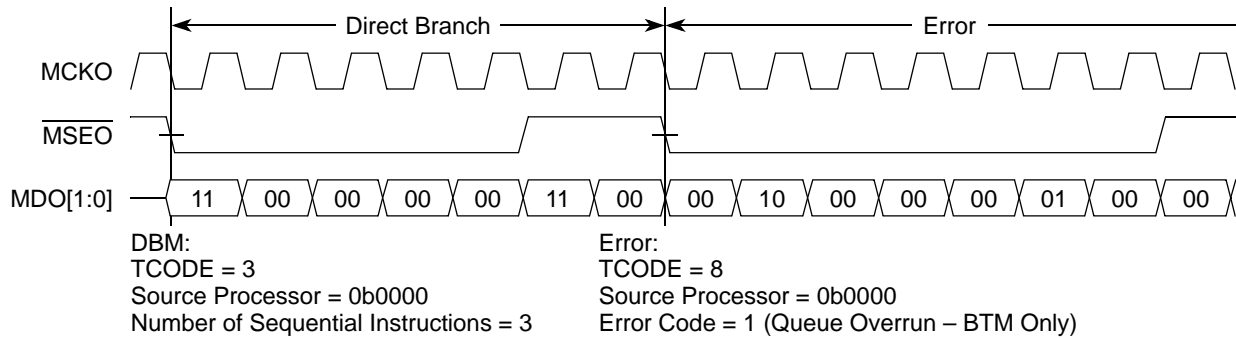 Direct Branch Error
MCKO
MSEO
MDO[1:0] 11 00 00 00 00 11 00 00 10 00 00 00 01 00 00
DBM:
TCODE = 3
Source Processor = 0b0000
Number of Sequential Instructions = 3
Error:
TCODE = 8
Source Processor = 0b0000
Error Code = 1 (Queue Overrun – BTM Only)